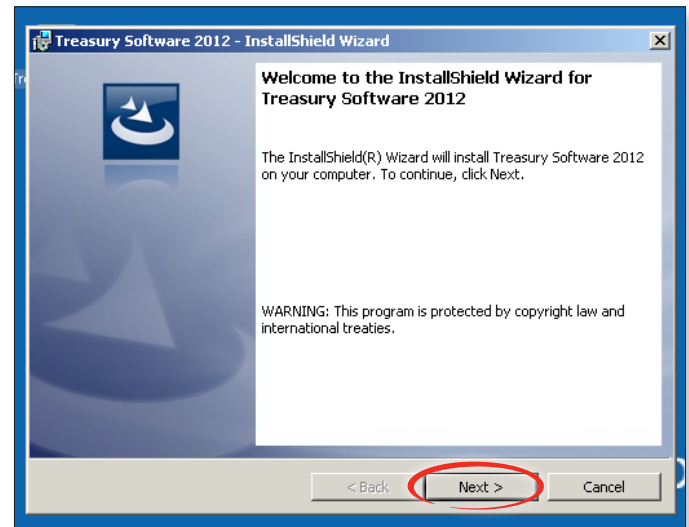 Treasury Software 2012 - InstallShield Wizard
Welcome to the InstallShield Wizard for
Treasury Software 2012
The InstallShield(R) Wizard will install Treasury Software 2012
on your computer. To continue, click Next.
WARNING: This program is protected by copyright law and
international treaties.
< Back
Next >
Cancel